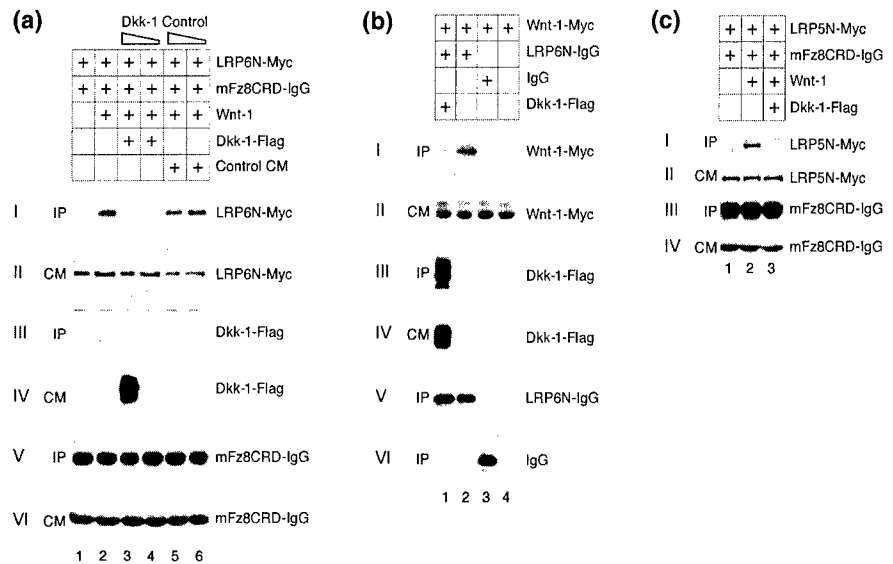 (a)
Dkk-1 Control
+ + + + + + LRP6N-Myc
+ + + + + + mFz8CRD-IgG
+ + + + + Wnt-1
+ + Dkk-1-Flag
+ + Control CM
I IP LRP6N-Myc
II CM LRP6N-Myc
III IP Dkk-1-Flag
IV CM Dkk-1-Flag
V IP mFz8CRD-IgG
VI CM mFz8CRD-IgG
1 2 3 4 5 6
(b)
+ + + + Wnt-1-Myc
+ + LRP6N-IgG
+ IgG
+ Dkk-1-Flag
I IP Wnt-1-Myc
II CM Wnt-1-Myc
III IP Dkk-1-Flag
IV CM Dkk-1-Flag
V IP LRP6N-IgG
VI IP IgG
1 2 3 4
(c)
+ + + LRP5N-Myc
+ + + mFz8CRD-IgG
+ + Wnt-1
+ Dkk-1-Flag
I IP LRP5N-Myc
II CM LRP5N-Myc
III IP mFz8CRD-IgG
IV CM mFz8CRD-IgG
1 2 3